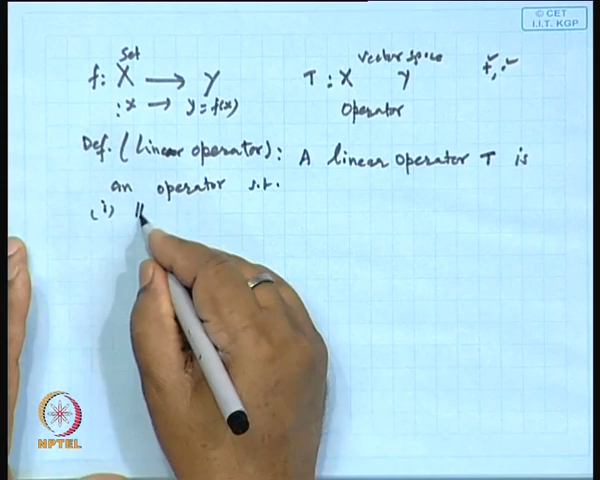 © CET
I.I.T. KGP
Set
Vector space
f: X → Y T : X Y +, ·
: x → y = f(x) Operator
Def. (Linear operator): A linear operator T is
an operator s.t.
(i)
NPTEL